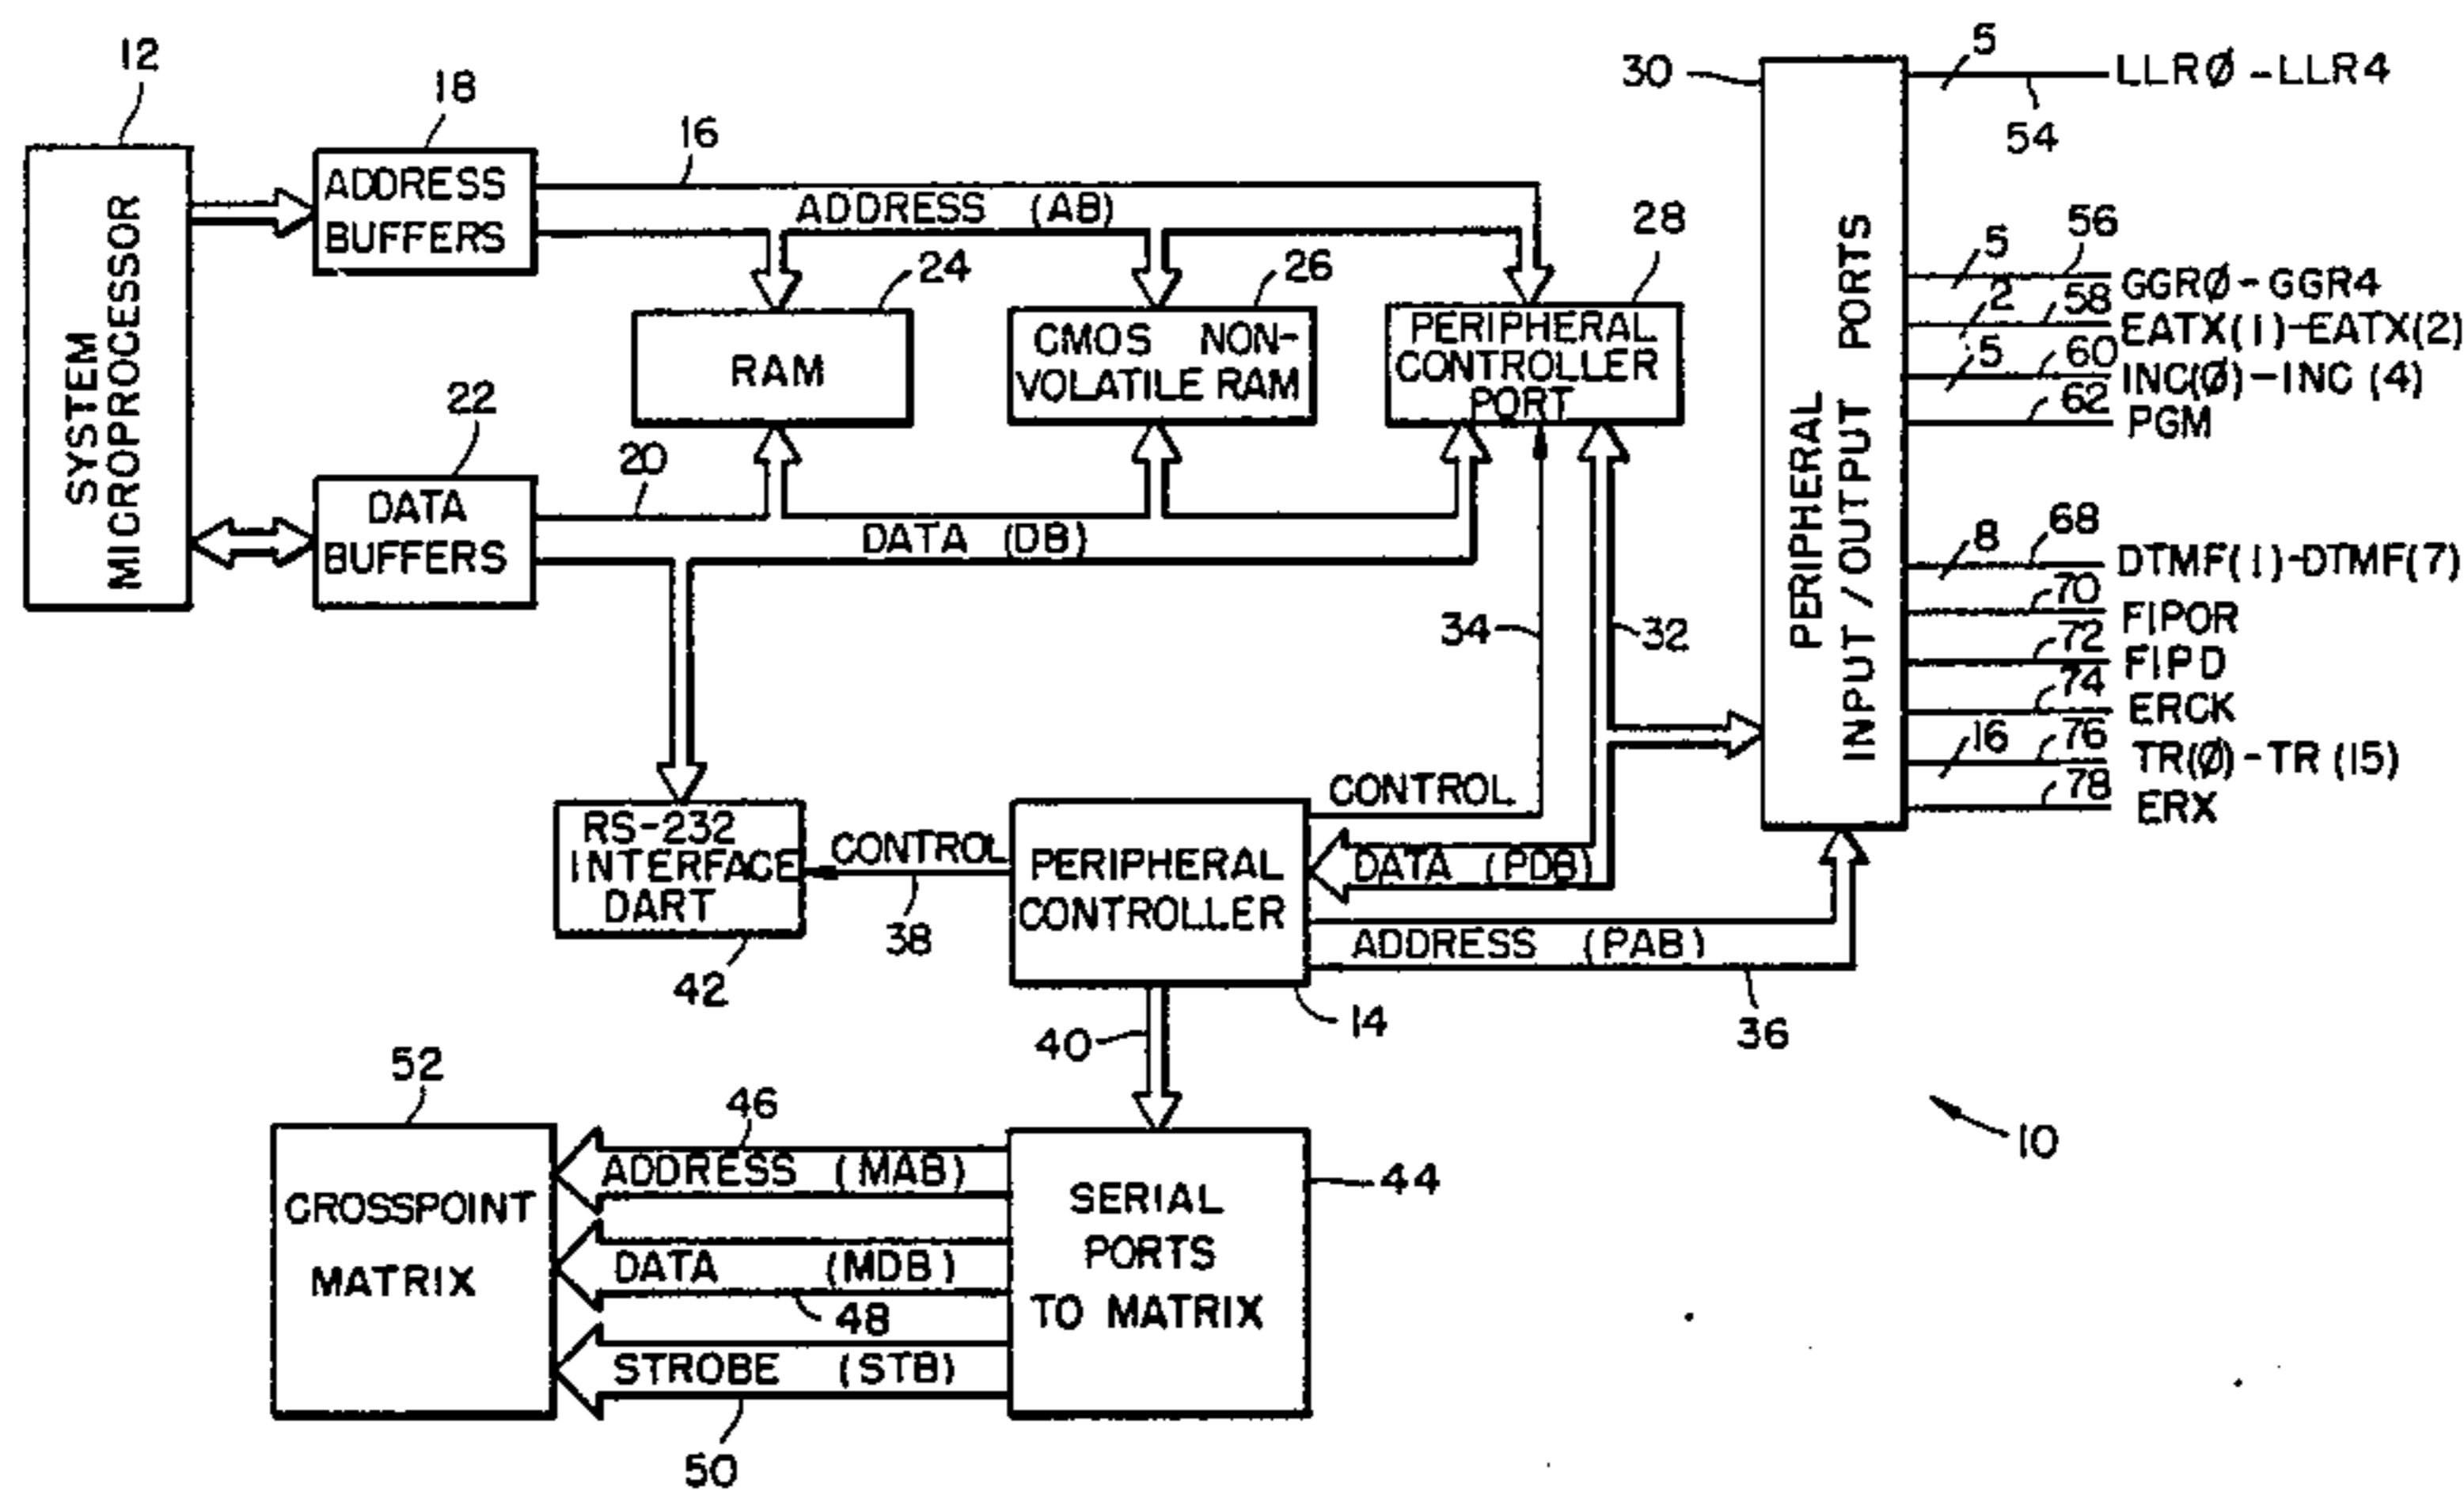 12
18
16
30
5
LLRØ-LLR4
54
SYSTEM
MICROPROCESSOR
ADDRESS
BUFFERS
ADDRESS (AB)
24
26
28
RAM
CMOS NON-
VOLATILE RAM
PERIPHERAL
CONTROLLER
PORT
PERIPHERAL
INPUT/OUTPUT PORTS
5
56
GGRØ-GGR4
2
58
EATX(1)-EATX(2)
5
60
INC(Ø)-INC(4)
62
PGM
22
20
DATA
BUFFERS
DATA (DB)
8
68
DTMF(1)-DTMF(7)
70
FIPOR
72
FIPD
74
ERCK
16
76
TR(Ø)-TR(15)
78
ERX
34
32
RS-232
INTERFACE
DART
42
CONTROL
38
PERIPHERAL
CONTROLLER
14
CONTROL
DATA (PDB)
ADDRESS (PAB)
36
40
10
52
CROSSPOINT
MATRIX
46
ADDRESS (MAB)
DATA (MDB)
48
STROBE (STB)
50
SERIAL
PORTS
TO MATRIX
44